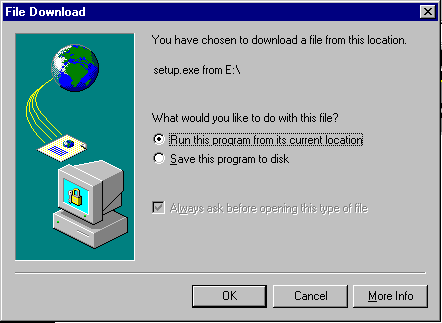 File Download
You have chosen to download a file from this location.
setup.exe from E:\
What would you like to do with this file?
Run this program from its current location
Save this program to disk
Always ask before opening this type of file
OK
Cancel
More Info